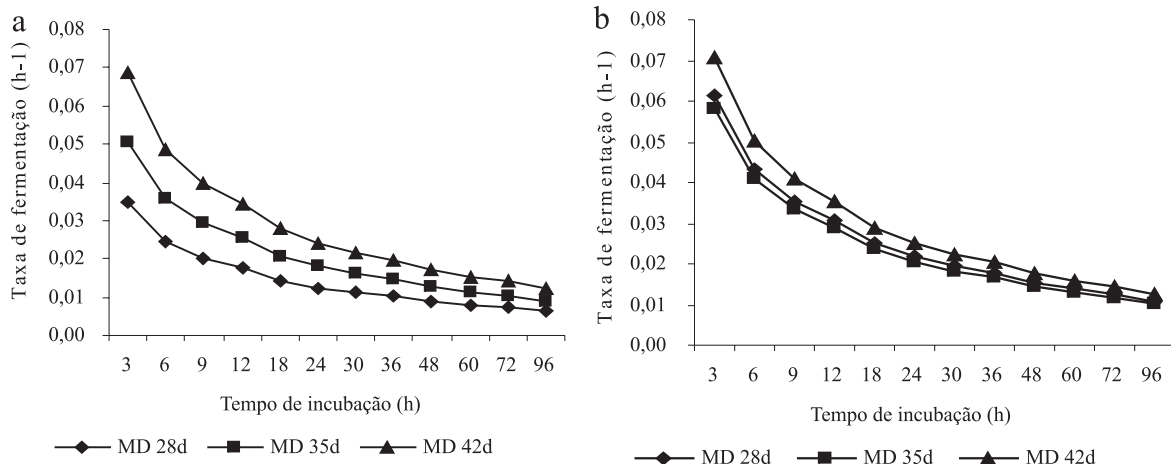 a
0,08
0,07
0,06
0,05
0,04
0,03
0,02
0,01
0,00
Taxa de fermentação (h-1)
3 6 9 12 18 24 30 36 48 60 72 96
Tempo de incubação (h)
MD 28d MD 35d MD 42d
b
0,08
0,07
0,06
0,05
0,04
0,03
0,02
0,01
0,00
Taxa de fermentação (h-1)
3 6 9 12 18 24 30 36 48 60 72 96
Tempo de incubação (h)
MD 28d MD 35d MD 42d